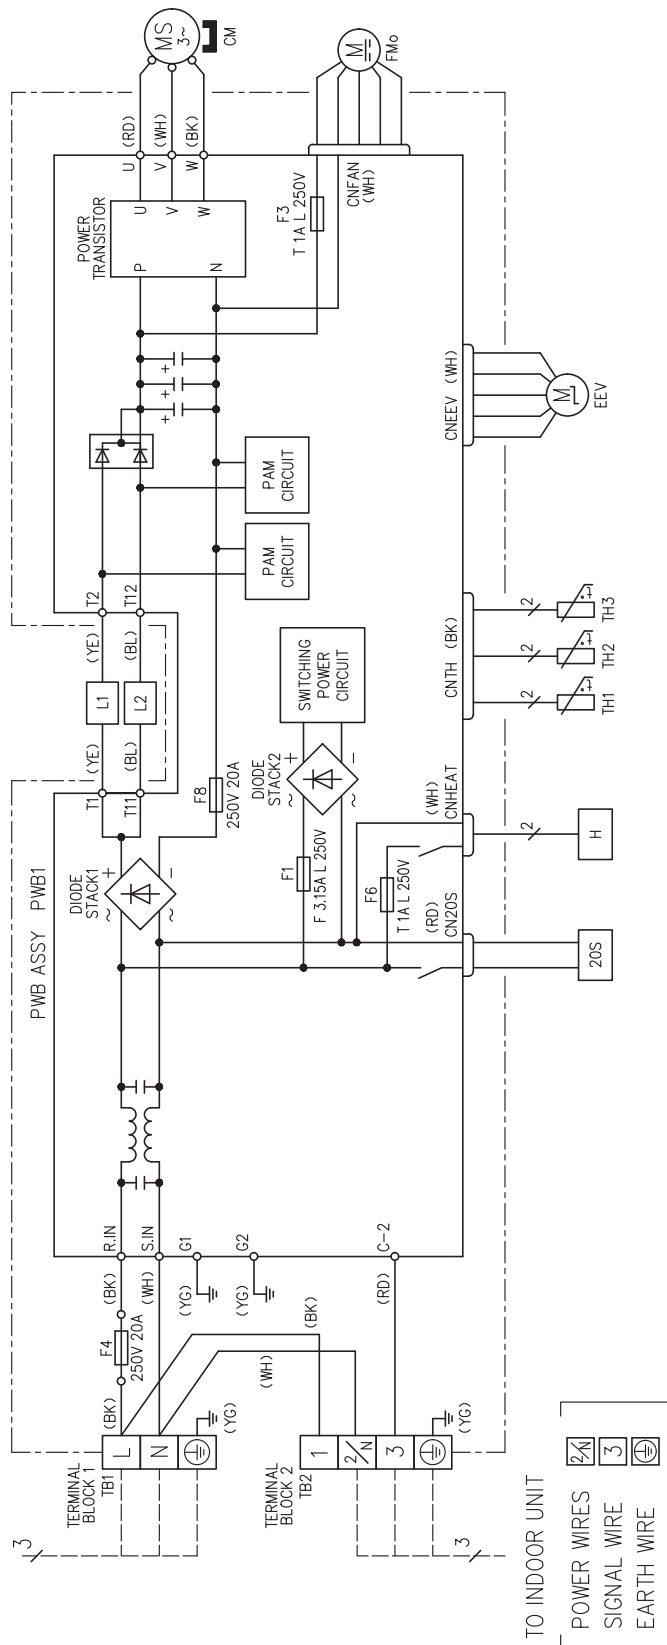 MS
3~
CM
M
FMo
U (RD)
V (WH)
W (BK)
POWER
TRANSISTOR
U
V
W
P
N
F3
T 1A L 250V
CNFAN
(WH)
+
+
+
CNEEV (WH)
M
EEV
PAM
CIRCUIT
PAM
CIRCUIT
T2
T12
(YE)
(BL)
L1
L2
(YE)
(BL)
T1
T11
SWITCHING
POWER
CIRCUIT
CNTH (BK)
2
2
2
t
t
t
TH1
TH2
TH3
F8
250V 20A
DIODE
STACK2
~
+
~
-
F1
F 3.15A L 250V
F6
T 1A L 250V
(WH)
CNHEAT
2
H
(RD)
CN20S
20S
PWB ASSY PWB1
DIODE
STACK1
~
+
~
-
R.IN
S.IN
G1
G2
C-2
(BK)
(WH)
(YG)
(YG)
(RD)
F4
250V 20A
(BK)
(BK)
(WH)
(YG)
(YG)
TERMINAL
BLOCK 1
TB1
L
N
TERMINAL
BLOCK 2
TB2
1
2/N
3
3
3
TO INDOOR UNIT
POWER WIRES 2/N
SIGNAL WIRE 3
EARTH WIRE